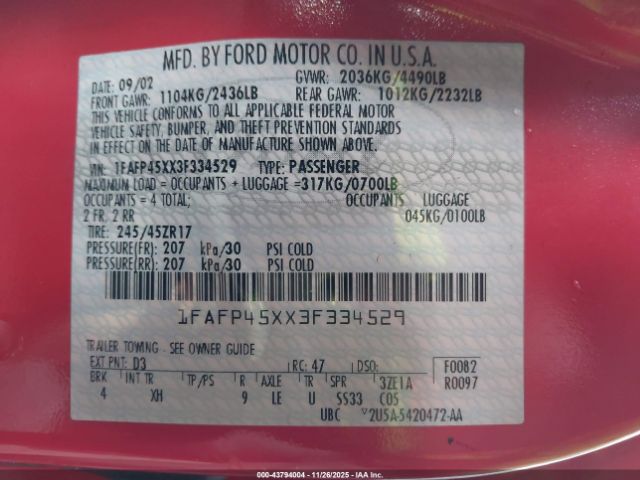 MFD. BY FORD MOTOR CO. IN U.S.A.
DATE: 09/02 GVWR: 2036KG/4490LB
FRONT GAWR: 1104KG/2436LB REAR GAWR: 1012KG/2232LB
THIS VEHICLE CONFORMS TO ALL APPLICABLE FEDERAL MOTOR
VEHICLE SAFETY, BUMPER, AND THEFT PREVENTION STANDARDS
IN EFFECT ON THE DATE OF MANUFACTURE SHOWN ABOVE.
VIN: 1FAFP45XX3F334529 TYPE: PASSENGER
MAXIMUM LOAD = OCCUPANTS + LUGGAGE =317KG/0700LB
OCCUPANTS = 4 TOTAL; OCCUPANTS LUGGAGE
2 FR, 2 RR 045KG/0100LB
TIRE: 245/45ZR17
PRESSURE(FR): 207 kPa/30 PSI COLD
PRESSURE(RR): 207 kPa/30 PSI COLD
1FAFP45XX3F334529
TRAILER TOWING - SEE OWNER GUIDE
EXT PNT: D3 RC: 47 DSO: F0082
BRK INT TR TP/PS R AXLE TR SPR 3ZE1A R0097
4 XH 9 LE U SS33 C05
UBC V2U5A-5420472-AA
000-43794004 | 11/26/2025 - IAAI.com